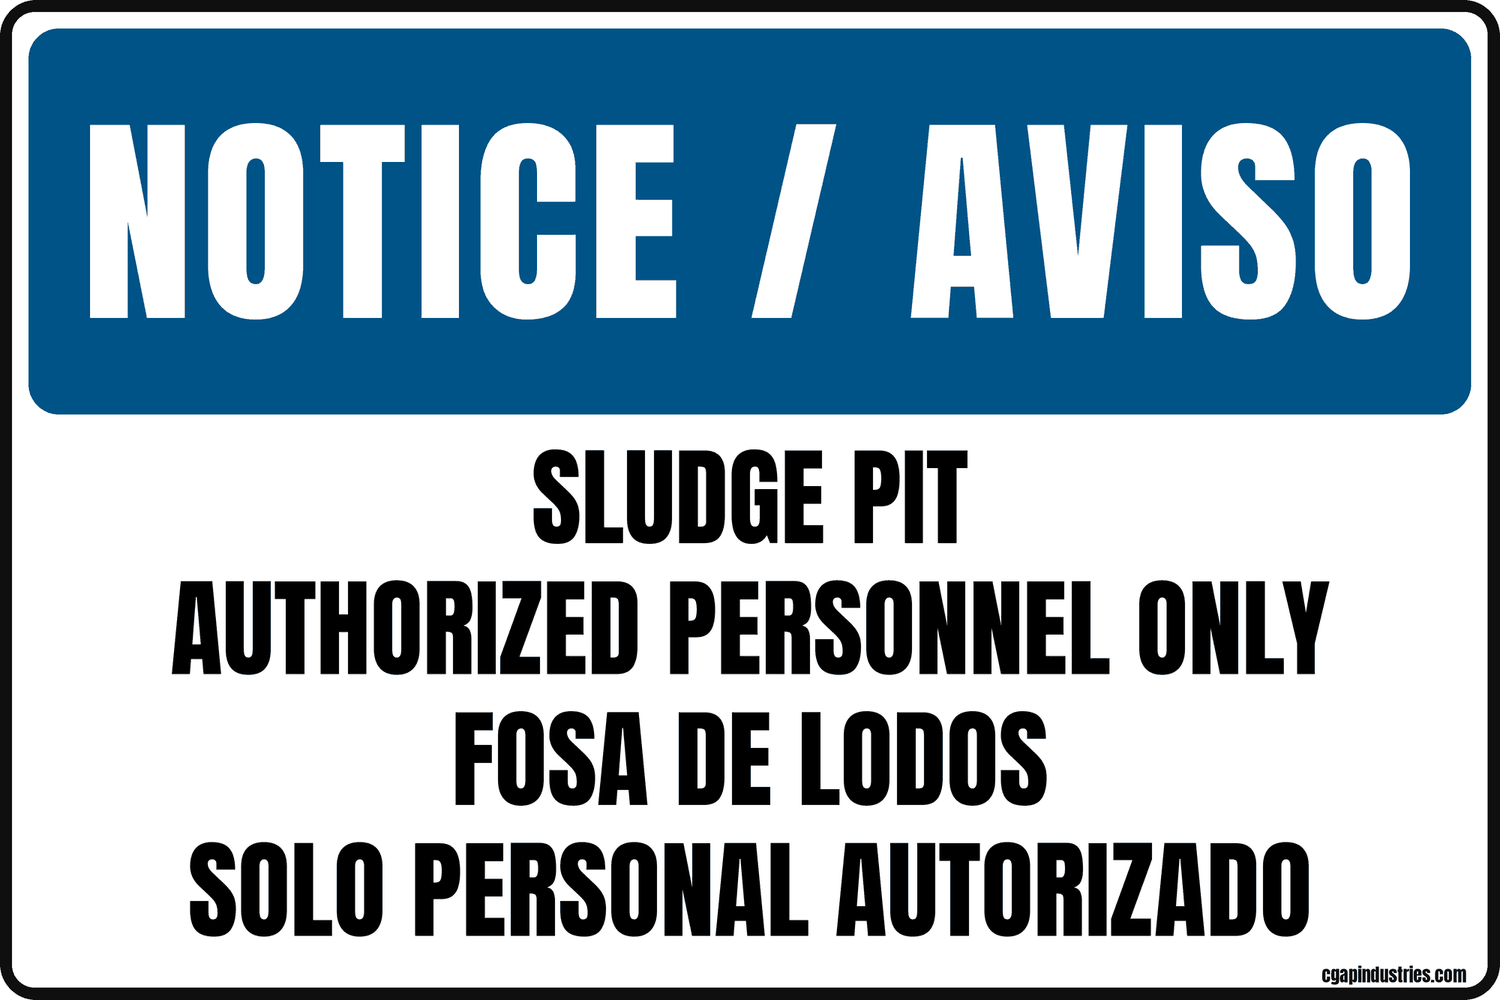 NOTICE / AVISO
SLUDGE PIT
AUTHORIZED PERSONNEL ONLY
FOSA DE LODOS
SOLO PERSONAL AUTORIZADO
cgapindustries.com